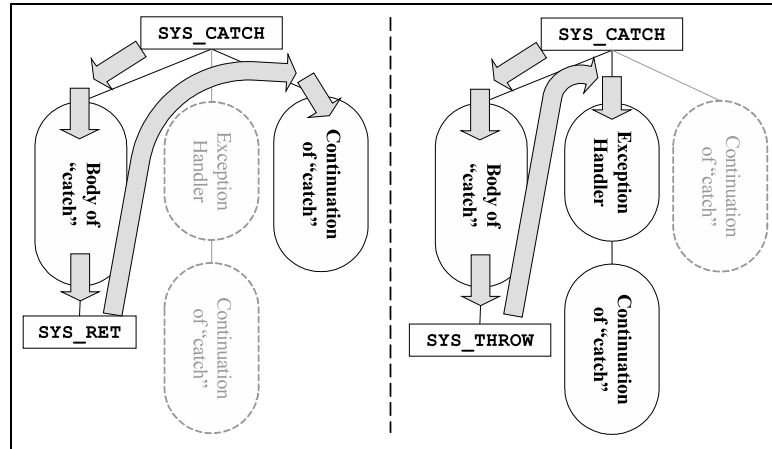 SYS_CATCH
Body of
“catch”
Exception
Handler
Continuation
of “catch”
Continuation
of “catch”
SYS_RET
SYS_CATCH
Body of
“catch”
Exception
Handler
Continuation
of “catch”
Continuation
of “catch”
SYS_THROW